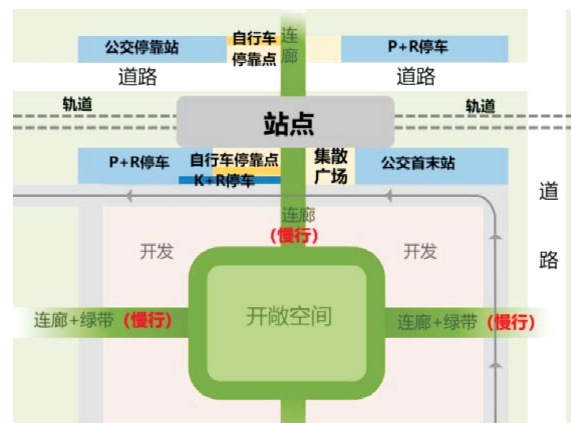 公交停靠站
自行车
停靠点
连
廊
P+R停车
道路
道路
轨道
轨道
站点
P+R停车
自行车停靠点
K+R停车
集散
广场
公交首末站
道
路
连廊
(慢行)
开发
开发
开敞空间
连廊+绿带(慢行)
连廊+绿带(慢行)